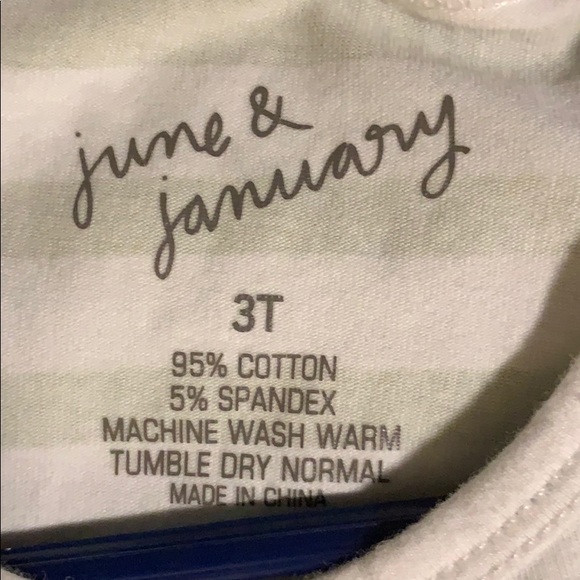 june &
january
3T
95% COTTON
5% SPANDEX
MACHINE WASH WARM
TUMBLE DRY NORMAL
MADE IN CHINA